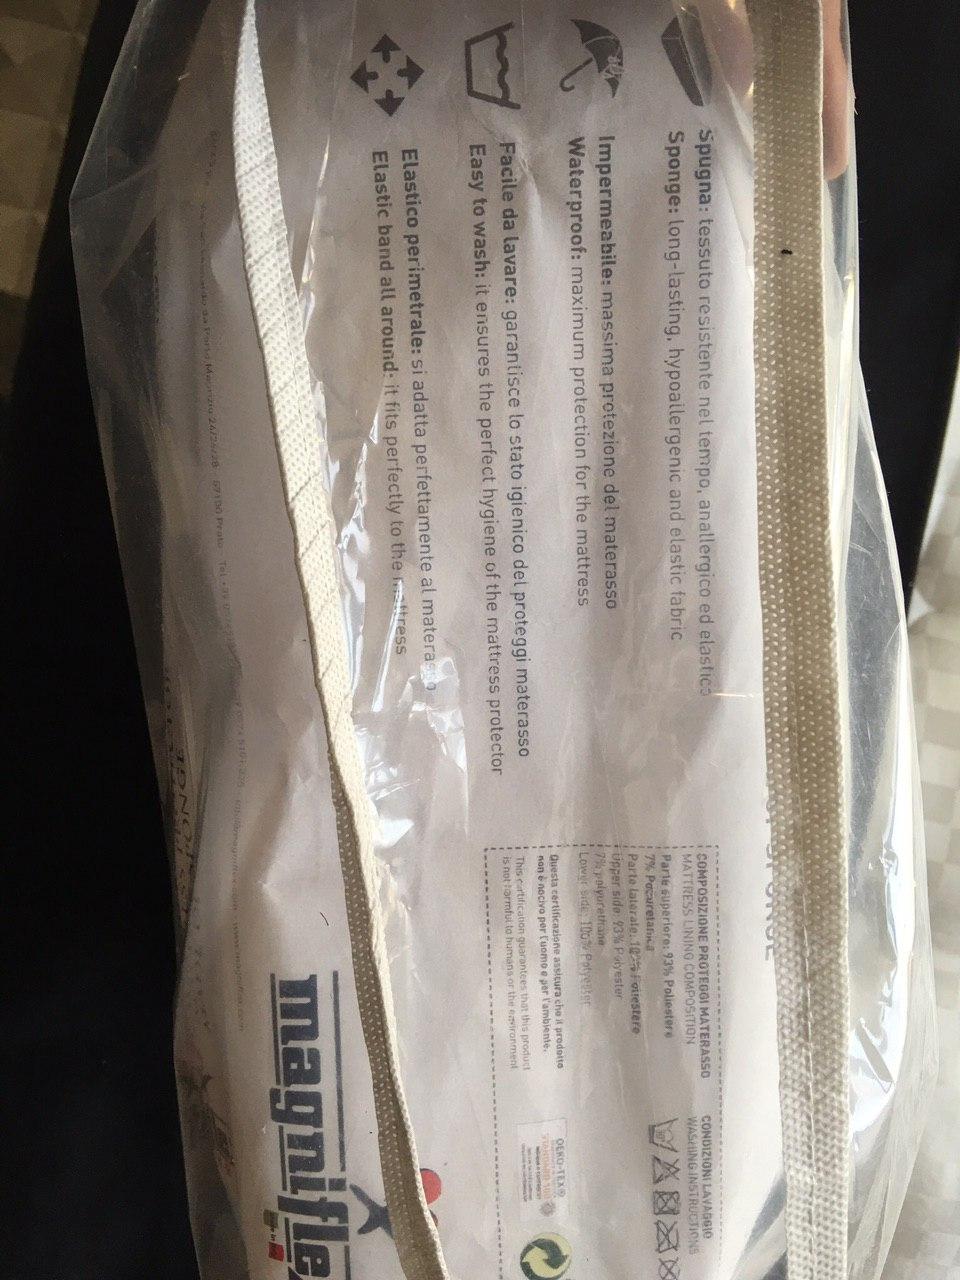 Spugna: tessuto resistente nel tempo, anallergico ed elastico
Sponge: long-lasting, hypoallergenic and elastic fabric
Impermeabile: massima protezione del materasso
Waterproof: maximum protection for the mattress
Facile da lavare: garantisce lo stato igienico del proteggi materasso
Easy to wash: it ensures the perfect hygiene of the mattress protector
Elastico perimetrale: si adatta perfettamente al materasso
Elastic band all around: it fits perfectly to the mattress
COMPOSIZIONE PROTEGGI MATERASSO
MATTRESS LINING COMPOSITION
Parte superiore: 93% Poliestere
7%
Parte laterale: 100% Poliestere
Upper side: 93% Polyester
7% polyurethane
Lower side: 100% Polyester
Questa certificazione assicura che il prodotto
non è nocivo per l'uomo e per l'ambiente.
This certification guarantees that this product
is not harmful to humans or the environment
CONDIZIONI LAVAGGIO
WASHING INSTRUCTIONS
OEKO-TEX®
STANDARD 100
magniflex